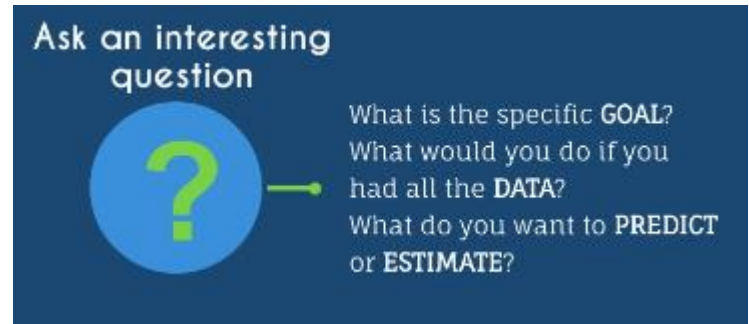 Ask an interesting
question
?
What is the specific GOAL?
What would you do if you
had all the DATA?
What do you want to PREDICT
or ESTIMATE?